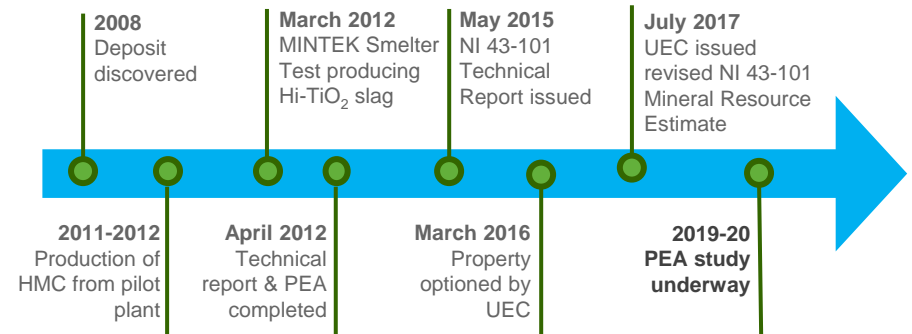 2008
Deposit
discovered
March 2012
MINTEK Smelter
Test producing
Hi-TiO₂ slag
May 2015
NI 43-101
Technical
Report issued
July 2017
UEC issued
revised NI 43-101
Mineral Resource
Estimate
2011-2012
Production of
HMC from pilot
plant
April 2012
Technical
report & PEA
completed
March 2016
Property
optioned by
UEC
2019-20
PEA study
underway